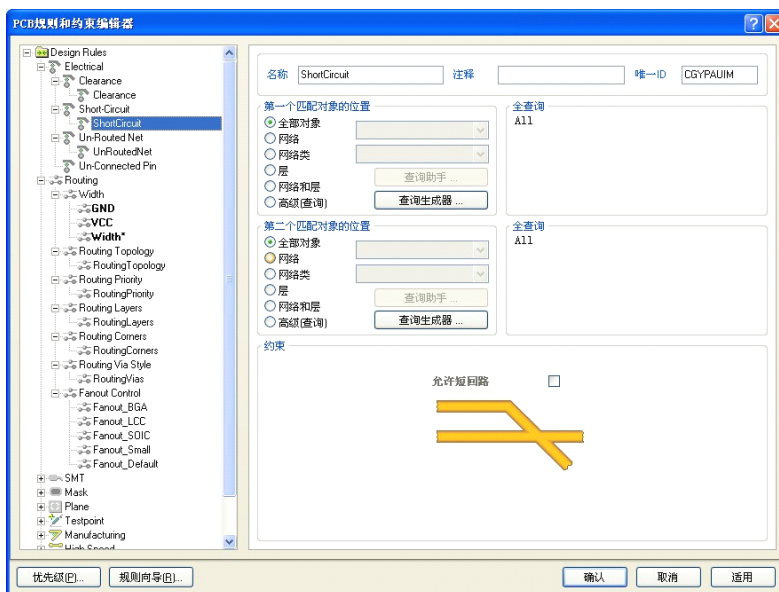 PCB规则和约束编辑器
Design Rules
Electrical
Clearance
Clearance
Short-Circuit
ShortCircuit
Un-Routed Net
UnRoutedNet
Un-Connected Pin
Routing
Width
GND
VCC
Width*
Routing Topology
RoutingTopology
Routing Priority
RoutingPriority
Routing Layers
RoutingLayers
Routing Corners
RoutingCorners
Routing Via Style
RoutingVias
Fanout Control
Fanout_BGA
Fanout_LCC
Fanout_SOIC
Fanout_Small
Fanout_Default
SMT
Mask
Plane
Testpoint
Manufacturing
High Speed
名称 ShortCircuit 注释 唯一ID CGYPAUIM
第一个匹配对象的位置
全部对象
网络
网络类
层
网络和层
高级(查询)
查询助手 ...
查询生成器 ...
全查询
All
第二个匹配对象的位置
全部对象
网络
网络类
层
网络和层
高级(查询)
查询助手 ...
查询生成器 ...
全查询
All
约束
允许短回路
优先级(P)... 规则向导(R)... 确认 取消 适用